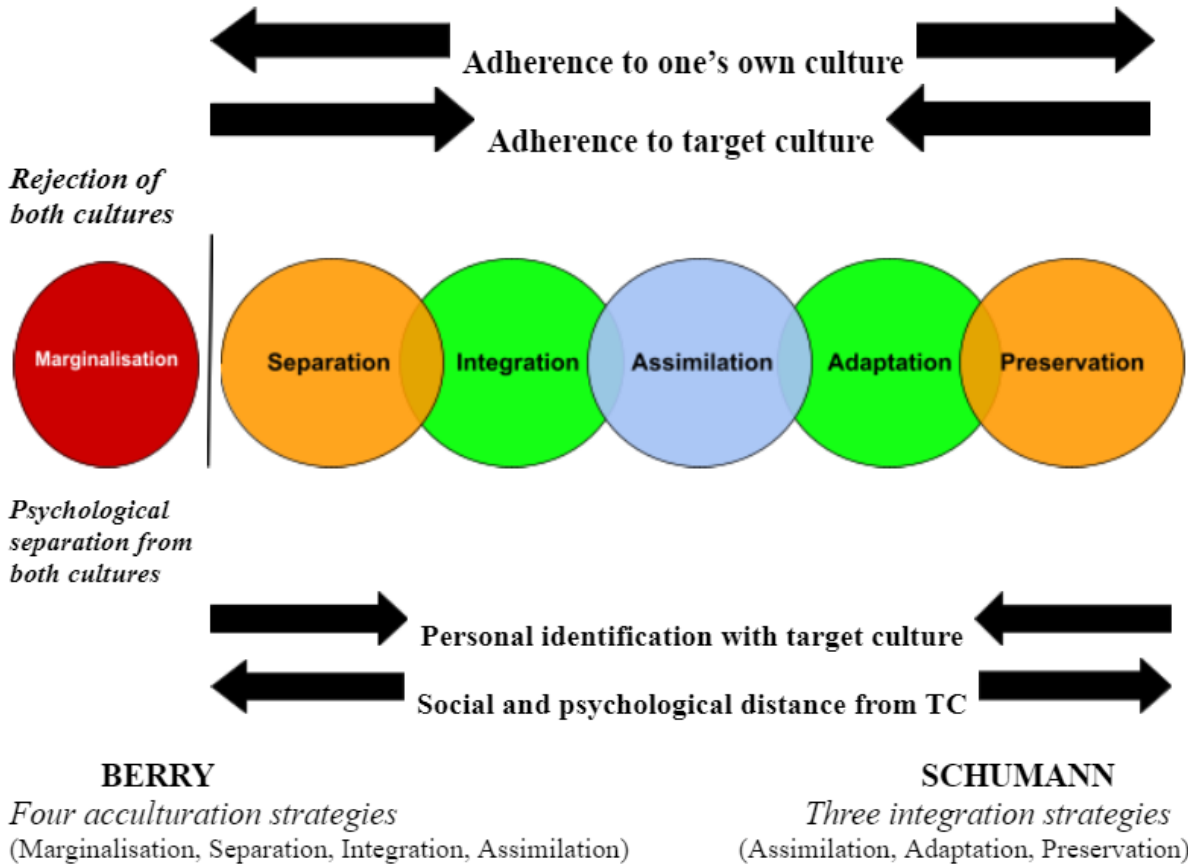 Adherence to one's own culture
Adherence to target culture
Rejection of
both cultures
Marginalisation
Separation
Integration
Assimilation
Adaptation
Preservation
Psychological
separation from
both cultures
Personal identification with target culture
Social and psychological distance from TC
BERRY
Four acculturation strategies
(Marginalisation, Separation, Integration, Assimilation)
SCHUMANN
Three integration strategies
(Assimilation, Adaptation, Preservation)